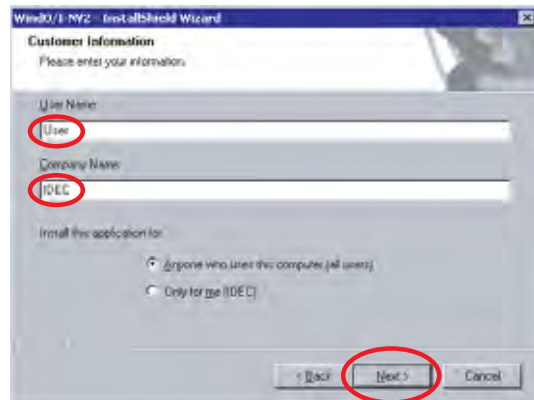 WindO/I-NV2 - InstallShield Wizard
Customer Information
Please enter your information.
User Name:
User
Company Name:
IDEC
Install this application for:
Anyone who uses this computer (all users)
Only for me (IDEC)
< Back
Next >
Cancel